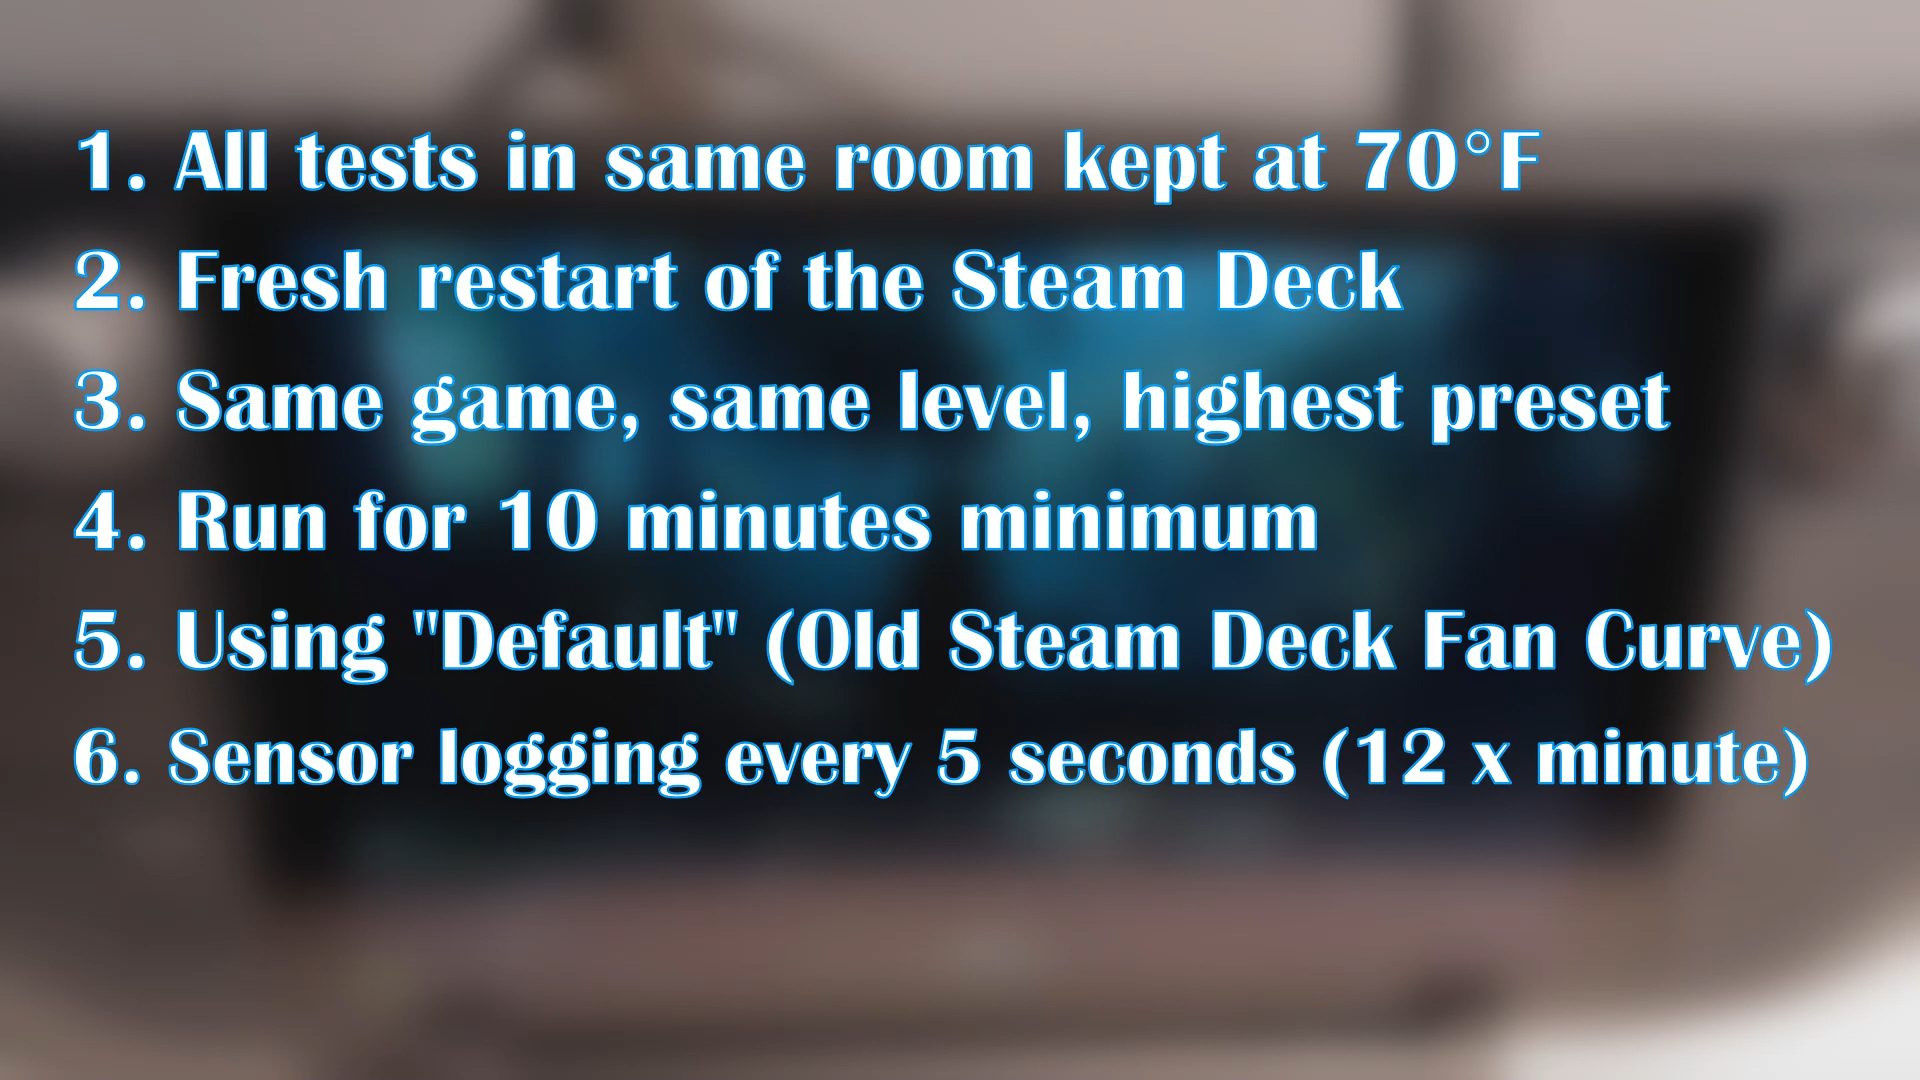 1. All tests in same room kept at 70°F
2. Fresh restart of the Steam Deck
3. Same game, same level, highest preset
4. Run for 10 minutes minimum
5. Using "Default" (Old Steam Deck Fan Curve)
6. Sensor logging every 5 seconds (12 x minute)